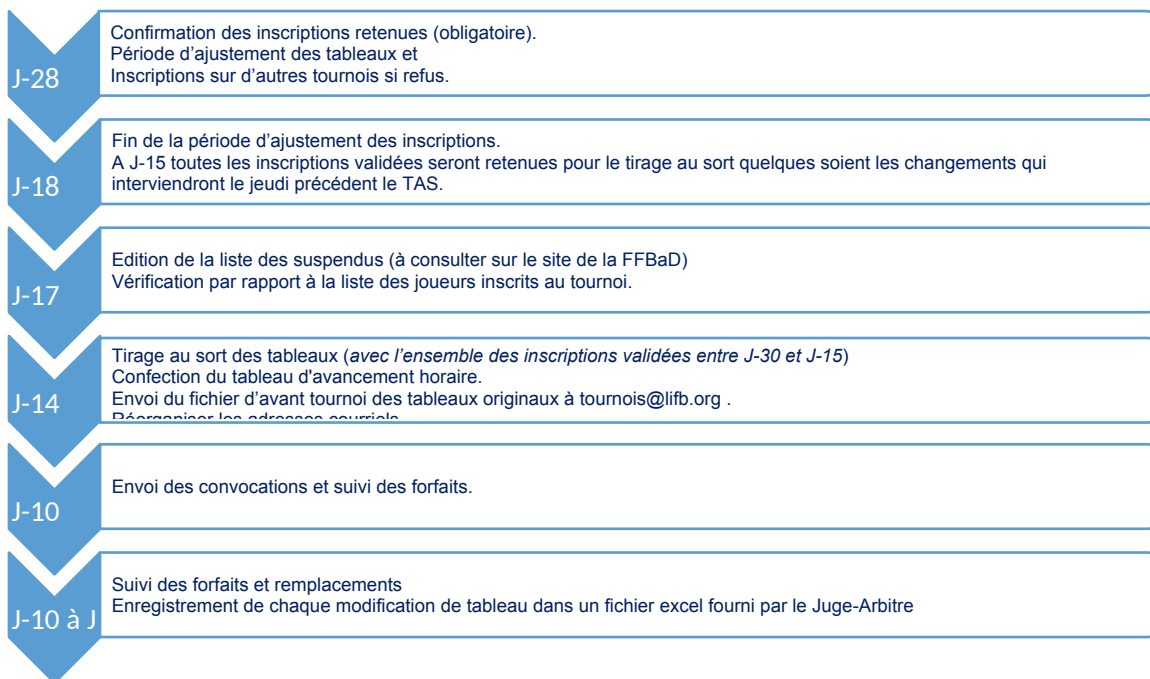 J-28
Confirmation des inscriptions retenues (obligatoire).
Période d'ajustement des tableaux et
Inscriptions sur d'autres tournois si refus.
J-18
Fin de la période d'ajustement des inscriptions.
A J-15 toutes les inscriptions validées seront retenues pour le tirage au sort quelques soient les changements qui
interviendront le jeudi précédent le TAS.
J-17
Edition de la liste des suspendus (à consulter sur le site de la FFBaD)
Vérification par rapport à la liste des joueurs inscrits au tournoi.
J-14
Tirage au sort des tableaux (avec l'ensemble des inscriptions validées entre J-30 et J-15)
Confection du tableau d'avancement horaire.
Envoi du fichier d'avant tournoi des tableaux originaux à tournois@lifb.org .
Réorganiser les adresses courriels
J-10
Envoi des convocations et suivi des forfaits.
J-10 à J
Suivi des forfaits et remplacements
Enregistrement de chaque modification de tableau dans un fichier excel fourni par le Juge-Arbitre